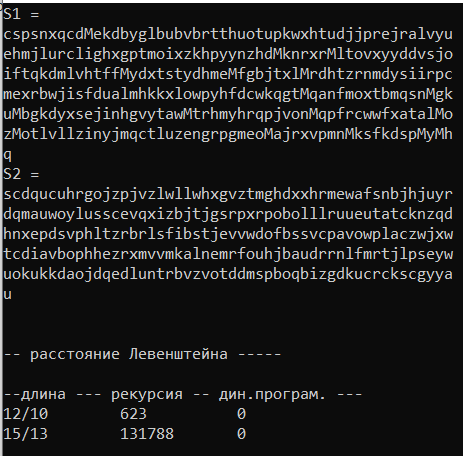 S1 =
cspsnxqcdMekdbyglbubvbrtthuotupkwxhtudjjprejralvyu
ehmjlurclighxgptmoixzkhpyynzhdMknrxrMltovxyyddvsjo
iftqkdmlvhtffMydxtstydhmeMfgbjtxlMrdhtzrnmdysiirpc
mexrbwjisfdualmhkkxlowpyhfdcwkqgtMqanfmoxtbmqsnMgk
uMbgkdyxsejinhgvytawMtrhmyhrqpjvonMqpfrcwwfxatalMo
zMotlvllzinyjmqctluzengrpgmeoMajrxvpmnMksfkdspMyMh
q
S2 =
scdqucuhrgojzpjvzlwllwhxgvztmghdxxhrmewafsnbjhjuyr
dqmauwoylusscevqxizbjtjgsrpxrpobolllruueutatcknzqd
hnxepdsvphltzrbrlsfibstjevvwdofbssvcpavowplaczwjxw
tcdiavbophhezrxmvvmkalnemrfouhjbaudrrnlfmrtjlpseyw
uokukkdaojdqedluntrbvzvotddmspboqbizgdkucrckscgyya
u
-- расстояние Левенштейна -----
--длина --- рекурсия -- дин.програм. ---
12/10 623 0
15/13 131788 0